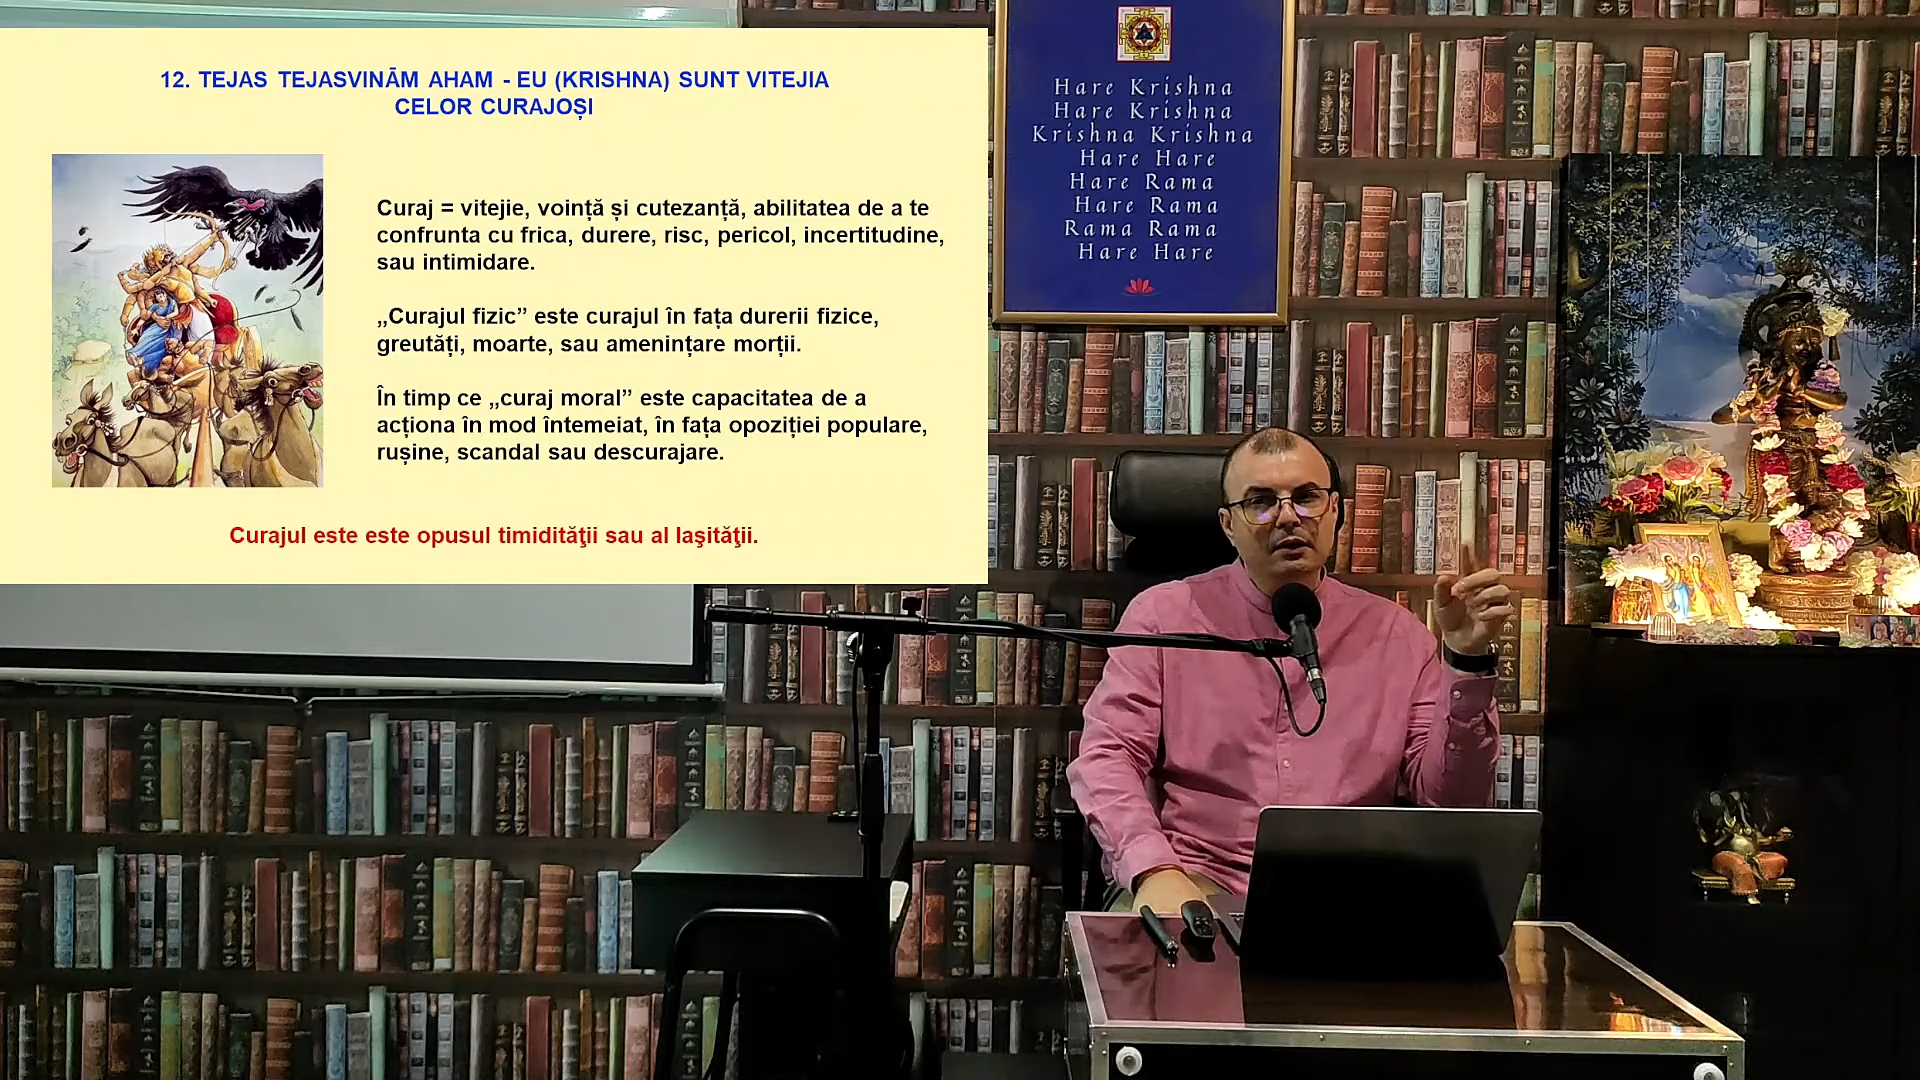 12. TEJAS TEJASVINĀM AHAM - EU (KRISHNA) SUNT VITEJIA
CELOR CURAJOȘI
Curaj = vitejie, voință și cutezanță, abilitatea de a te
confrunta cu frica, durere, risc, pericol, incertitudine,
sau intimidare.
„Curajul fizic” este curajul în fața durerii fizice,
greutăți, moarte, sau amenințare morții.
În timp ce „curaj moral” este capacitatea de a
acționa în mod întemeiat, în fața opoziției populare,
rușine, scandal sau descurajare.
Curajul este este opusul timidităţii sau al laşităţii.
Hare Krishna
Hare Krishna
Krishna Krishna
Hare Hare
Hare Rama
Hare Rama
Rama Rama
Hare Hare